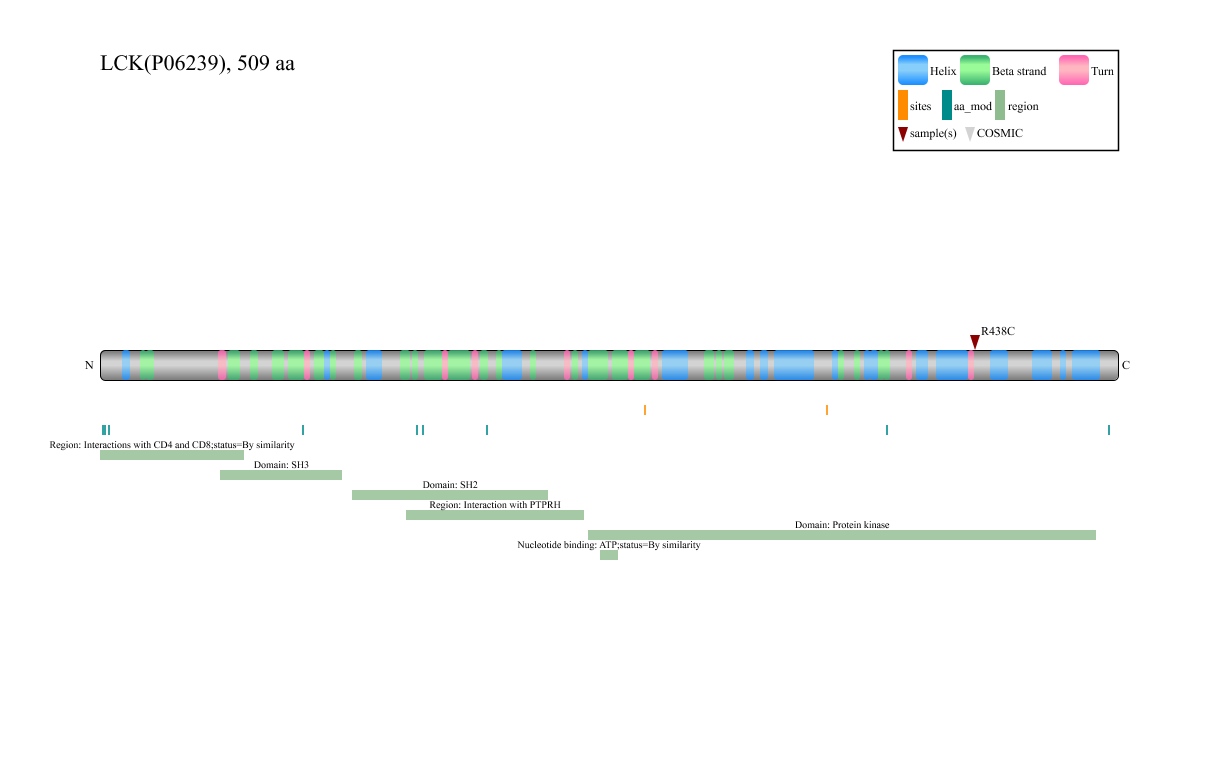 LCK(P06239), 509 aa
Helix Beta strand Turn
sites aa_mod region
sample(s) COSMIC
R438C
N C
Region: Interactions with CD4 and CD8;status=By similarity
Domain: SH3
Domain: SH2
Region: Interaction with PTPRH
Domain: Protein kinase
Nucleotide binding: ATP;status=By similarity